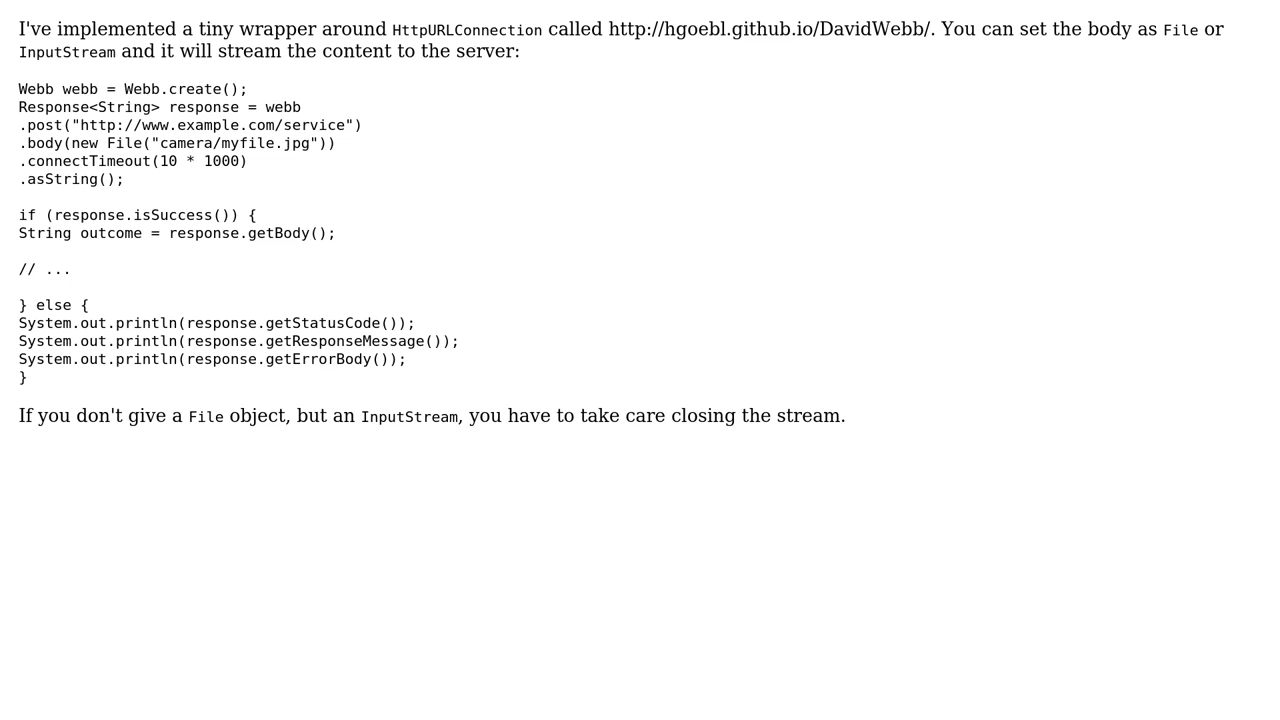 I've implemented a tiny wrapper around HttpURLConnection called http://hgoebl.github.io/DavidWebb/. You can set the body as File or
InputStream and it will stream the content to the server:
Webb webb = Webb.create();
Response<String> response = webb
.post("http://www.example.com/service")
.body(new File("camera/myfile.jpg"))
.connectTimeout(10 * 1000)
.asString();
if (response.isSuccess()) {
String outcome = response.getBody();
// ...
} else {
System.out.println(response.getStatusCode());
System.out.println(response.getResponseMessage());
System.out.println(response.getErrorBody());
}
If you don't give a File object, but an InputStream, you have to take care closing the stream.